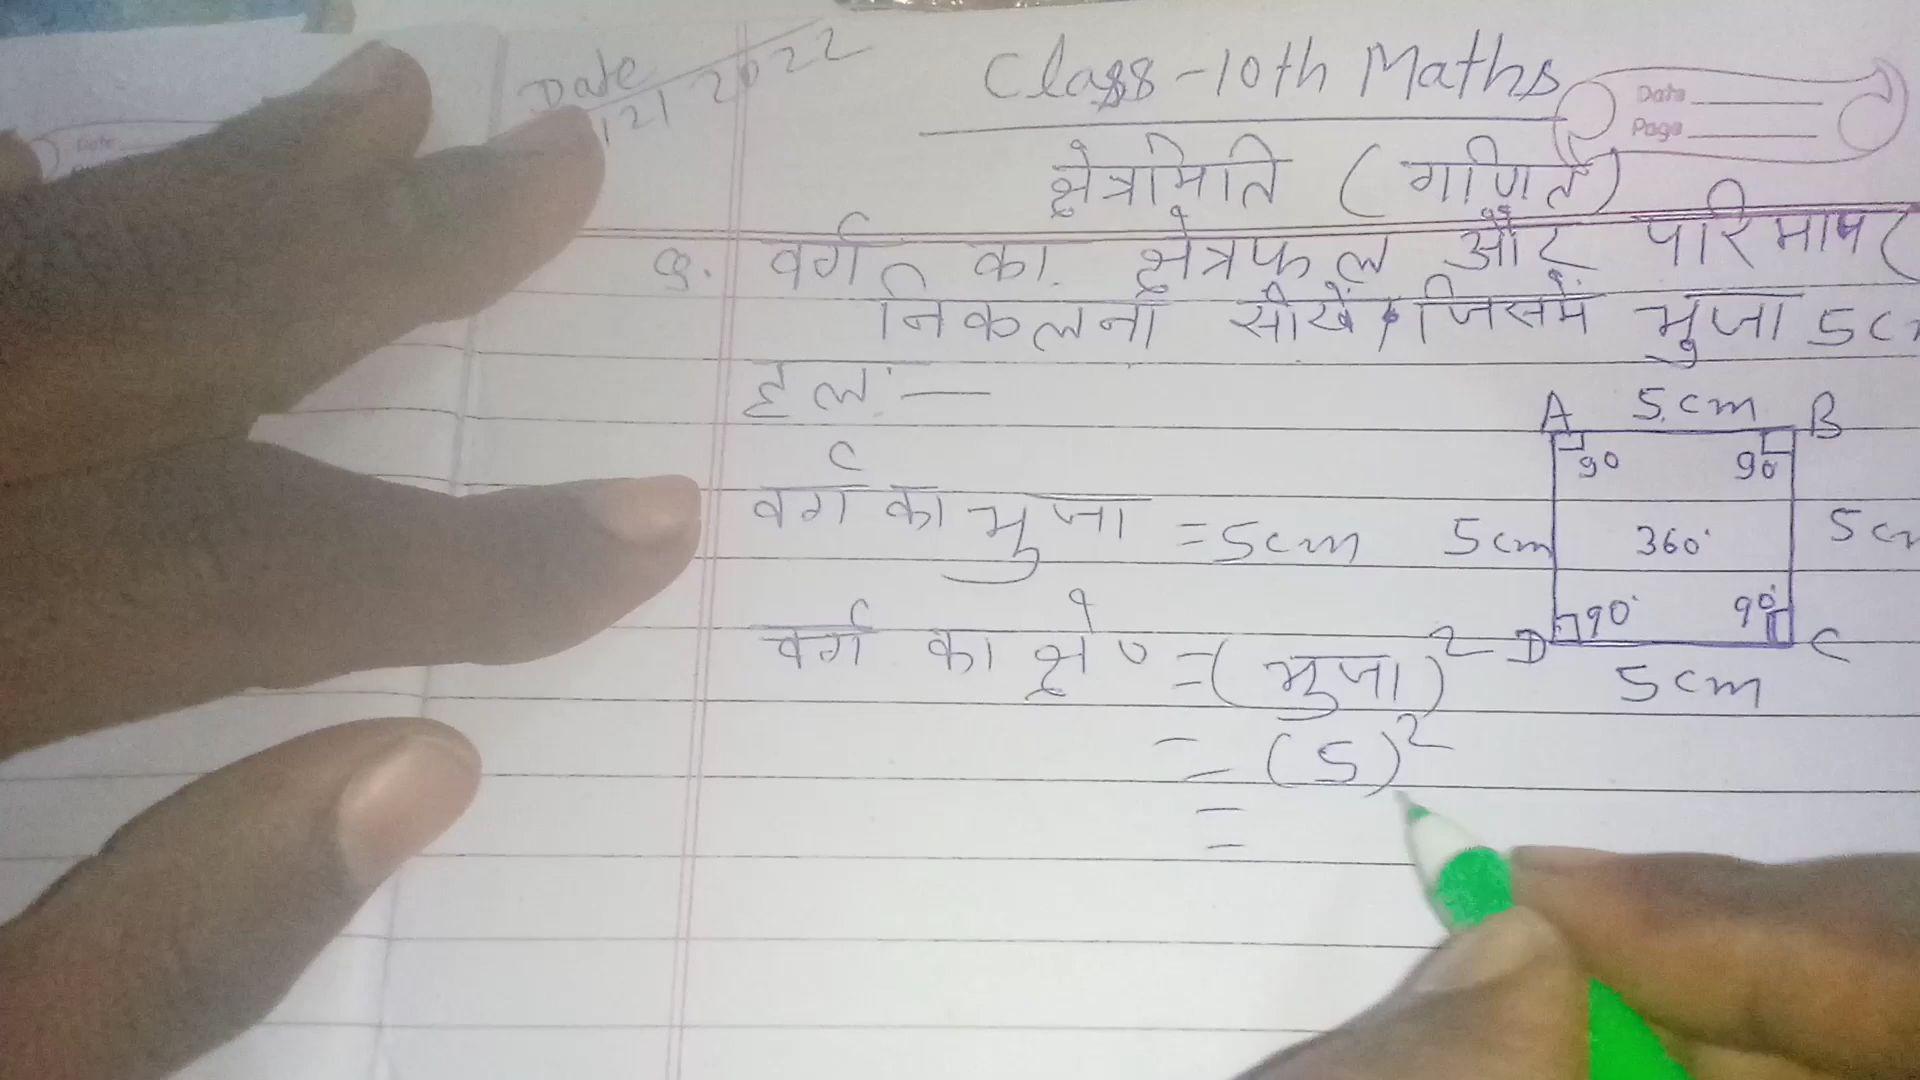 Date
121 2022
Class-10th Maths
Date
Page
क्षेत्रमिति (गणित)
Q. वर्ग का क्षेत्रफल और परिमाप
निकलना सीखें, जिसमें भुजा 5c
हल:—
A 5cm B
90 90
वर्ग का भुजा = 5cm
5cm 360° 5cm
90° 90°
वर्ग का क्षे० = (भुजा)²
D C
5cm
= (5)²
=